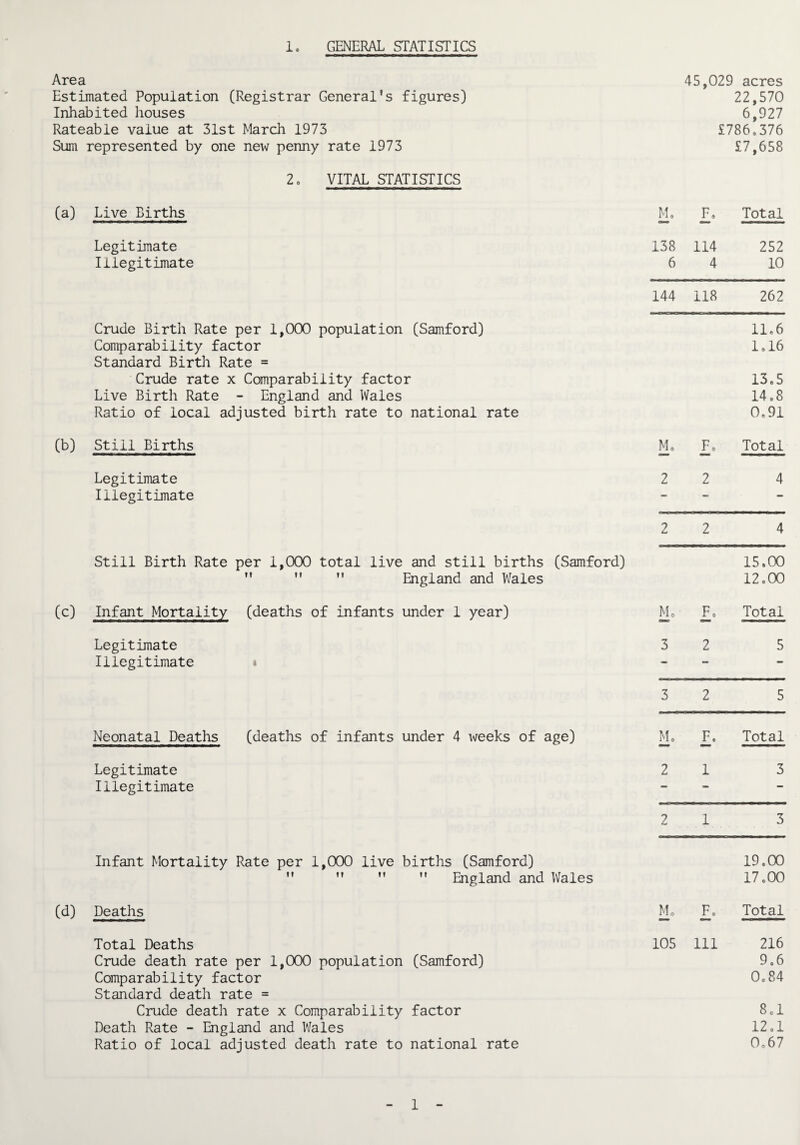 1. GENERAL STATISTICS
Area 45,029 acres
Estimated Population (Registrar General's figures) 22,570
Inhabited houses 6,927
Rateable value at 31st March 1973 £786.376
Sum represented by one new penny rate 1973 £7,658
2. VITAL STATISTICS
(a) Live Births M. F. Total
Legitimate 138 114 252
Illegitimate 6 4 10
144 118 262
Crude Birth Rate per 1,000 population (Samford) 11.6
Comparability factor 1.16
Standard Birth Rate =
Crude rate x Comparability factor 13.5
Live Birth Rate - England and Wales 14.8
Ratio of local adjusted birth rate to national rate 0.91
(b) Still Births M. F. Total
Legitimate 2 2 4
Illegitimate - - -
2 2 4
Still Birth Rate per 1,000 total live and still births (Samford) 15.00
" " " England and Wales 12.00
(c) Infant Mortality (deaths of infants under 1 year) M. F. Total
Legitimate 3 2 5
Illegitimate - - -
3 2 5
Neonatal Deaths (deaths of infants under 4 weeks of age) M. F. Total
Legitimate 2 1 3
Illegitimate - - -
2 1 3
Infant Mortality Rate per 1,000 live births (Samford) 19.00
" " " " England and Wales 17.00
(d) Deaths M. F. Total
Total Deaths 105 111 216
Crude death rate per 1,000 population (Samford) 9.6
Comparability factor 0.84
Standard death rate =
Crude death rate x Comparability factor 8.1
Death Rate - England and Wales 12.1
Ratio of local adjusted death rate to national rate 0.67
- 1 -